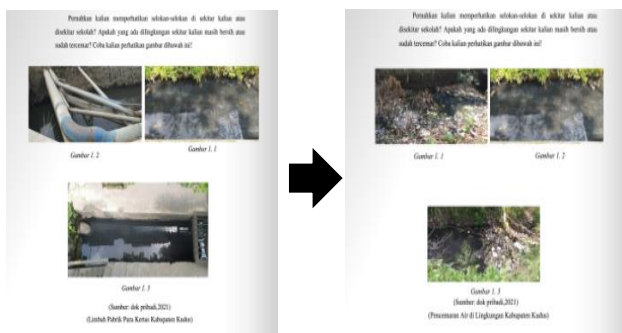 Pernahkan kalian memperhatikan selokan-selokan di sekitar kalian atau
disekitar sekolah? Apakah yang ada dilingkungan sekitar kalian masih bersih atau
sudah tercemar? Coba kalian perhatikan gambar dibawah ini!
Gambar 1. 2
Gambar 1. 1
Gambar 1. 3
(Sumber: dok pribadi,2021)
(Limbah Pabrik Pura Kertas Kabupaten Kudus)
Pernahkan kalian memperhatikan selokan-selokan di sekitar kalian atau
disekitar sekolah? Apakah yang ada dilingkungan sekitar kalian masih bersih atau
sudah tercemar? Coba kalian perhatikan gambar dibawah ini!
Gambar 1. 1
Gambar 1. 2
Gambar 1. 3
(Sumber: dok pribadi,2021)
(Pencemaran Air di Lingkungan Kabupaten Kudus)